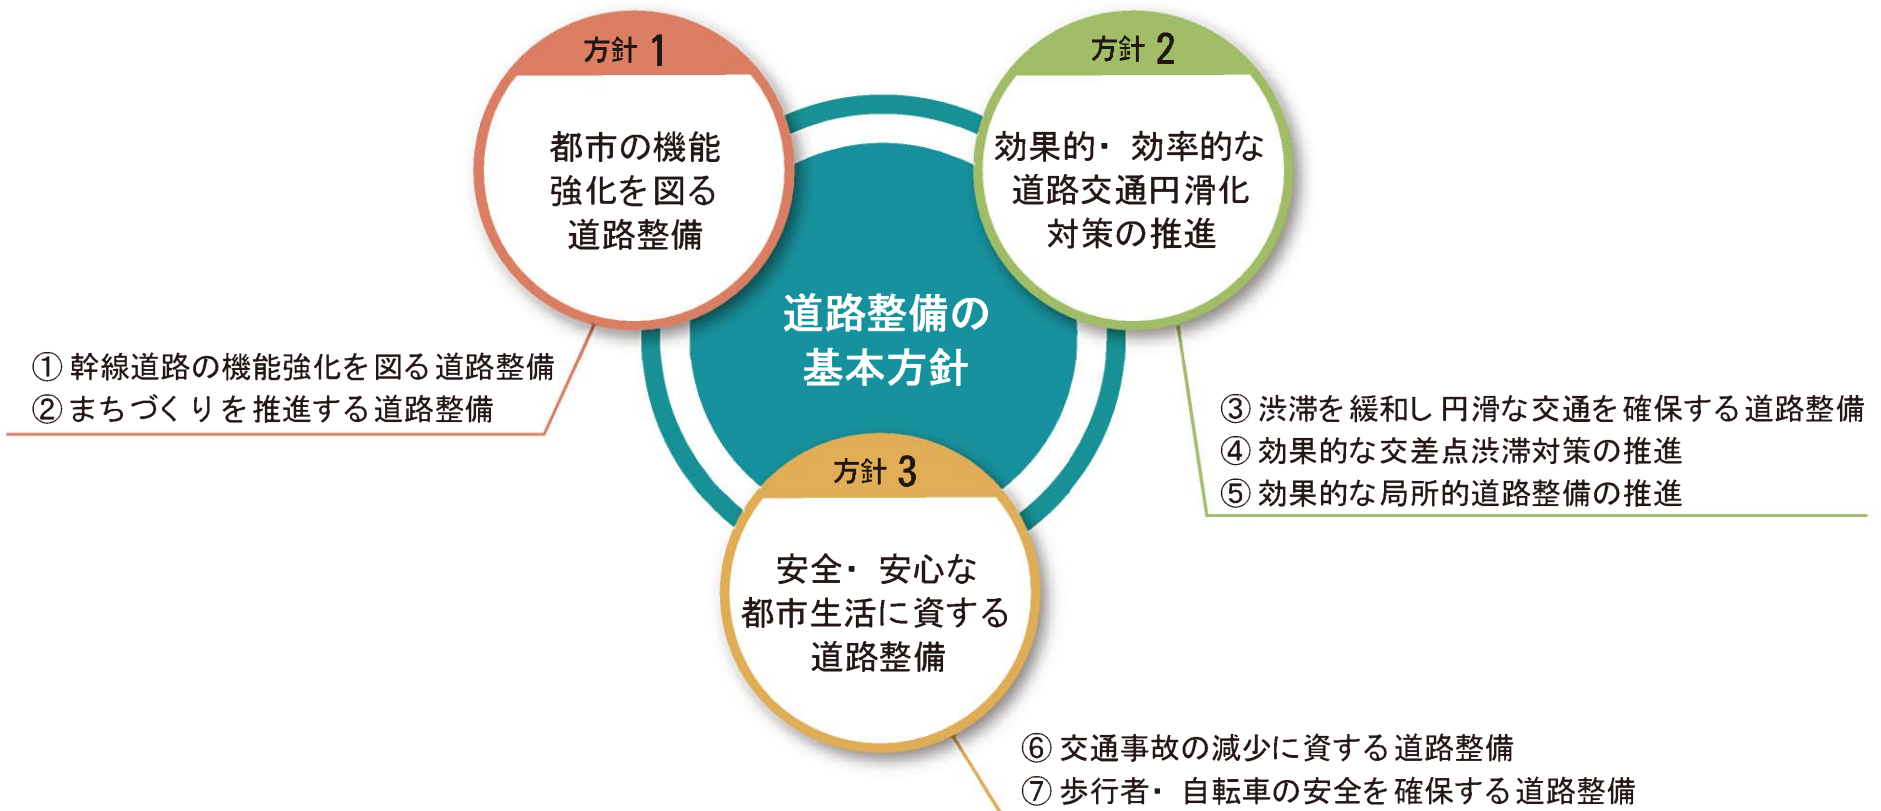 方針 1
都市の機能
強化を図る
道路整備
方針 2
効果的・効率的な
道路交通円滑化
対策の推進
道路整備の
基本方針
① 幹線道路の機能強化を図る道路整備
② まちづくりを推進する道路整備
③ 渋滞を緩和し円滑な交通を確保する道路整備
④ 効果的な交差点渋滞対策の推進
⑤ 効果的な局所的道路整備の推進
方針 3
安全・安心な
都市生活に資する
道路整備
⑥ 交通事故の減少に資する道路整備
⑦ 歩行者・自転車の安全を確保する道路整備